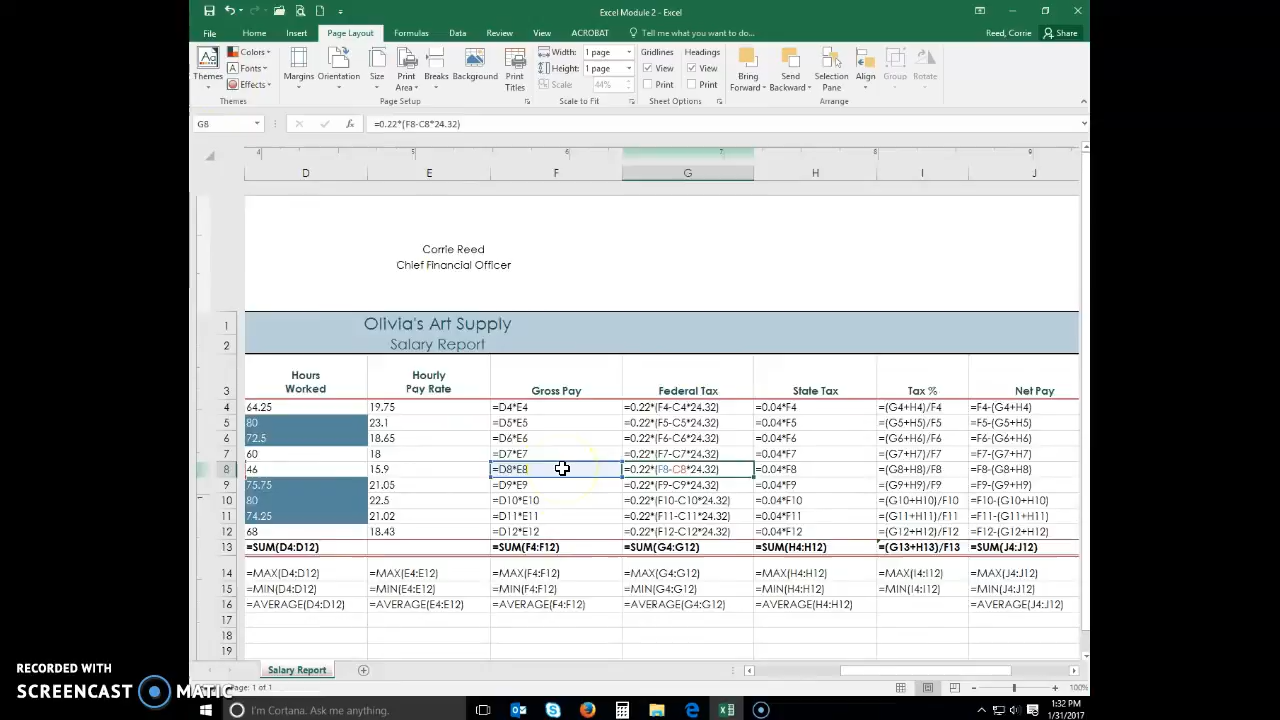 Excel Module 2 - Excel
File Home Insert Page Layout Formulas Data Review View ACROBAT Tell me what you want to do... Reed, Corrie Share
Colors Width: 1 page Gridlines Headings
Fonts Height: 1 page View View
Themes Effects Margins Orientation Size Print Area Breaks Background Print Titles Scale: 44% Print Print Bring Forward Send Backward Selection Pane Align Group Rotate
Themes Page Setup Scale to Fit Sheet Options Arrange
G8 fx =0.22*(F8-C8*24.32)
4 5 6 7 8 9
D E F G H I J
Corrie Reed
Chief Financial Officer
1 Olivia's Art Supply
2 Salary Report
Hours Hourly
3 Worked Pay Rate Gross Pay Federal Tax State Tax Tax % Net Pay
4 64.25 19.75 =D4*E4 =0.22*(F4-C4*24.32) =0.04*F4 =(G4+H4)/F4 =F4-(G4+H4)
5 80 23.1 =D5*E5 =0.22*(F5-C5*24.32) =0.04*F5 =(G5+H5)/F5 =F5-(G5+H5)
6 72.5 18.65 =D6*E6 =0.22*(F6-C6*24.32) =0.04*F6 =(G6+H6)/F6 =F6-(G6+H6)
7 60 18 =D7*E7 =0.22*(F7-C7*24.32) =0.04*F7 =(G7+H7)/F7 =F7-(G7+H7)
8 46 15.9 =D8*E8 =0.22*(F8-C8*24.32) =0.04*F8 =(G8+H8)/F8 =F8-(G8+H8)
9 75.75 21.05 =D9*E9 =0.22*(F9-C9*24.32) =0.04*F9 =(G9+H9)/F9 =F9-(G9+H9)
10 80 22.5 =D10*E10 =0.22*(F10-C10*24.32) =0.04*F10 =(G10+H10)/F10 =F10-(G10+H10)
11 74.25 21.02 =D11*E11 =0.22*(F11-C11*24.32) =0.04*F11 =(G11+H11)/F11 =F11-(G11+H11)
12 68 18.43 =D12*E12 =0.22*(F12-C12*24.32) =0.04*F12 =(G12+H12)/F12 =F12-(G12+H12)
13 =SUM(D4:D12) =SUM(F4:F12) =SUM(G4:G12) =SUM(H4:H12) =(G13+H13)/F13 =SUM(J4:J12)
14 =MAX(D4:D12) =MAX(E4:E12) =MAX(F4:F12) =MAX(G4:G12) =MAX(H4:H12) =MAX(I4:I12) =MAX(J4:J12)
15 =MIN(D4:D12) =MIN(E4:E12) =MIN(F4:F12) =MIN(G4:G12) =MIN(H4:H12) =MIN(I4:I12) =MIN(J4:J12)
16 =AVERAGE(D4:D12) =AVERAGE(E4:E12) =AVERAGE(F4:F12) =AVERAGE(G4:G12) =AVERAGE(H4:H12) =AVERAGE(J4:J12)
17
18
19
Salary Report
RECORDED WITH
SCREENCAST MATIC
Page: 1 of 1 100%
I'm Cortana. Ask me anything. 1:32 PM
1/31/2017